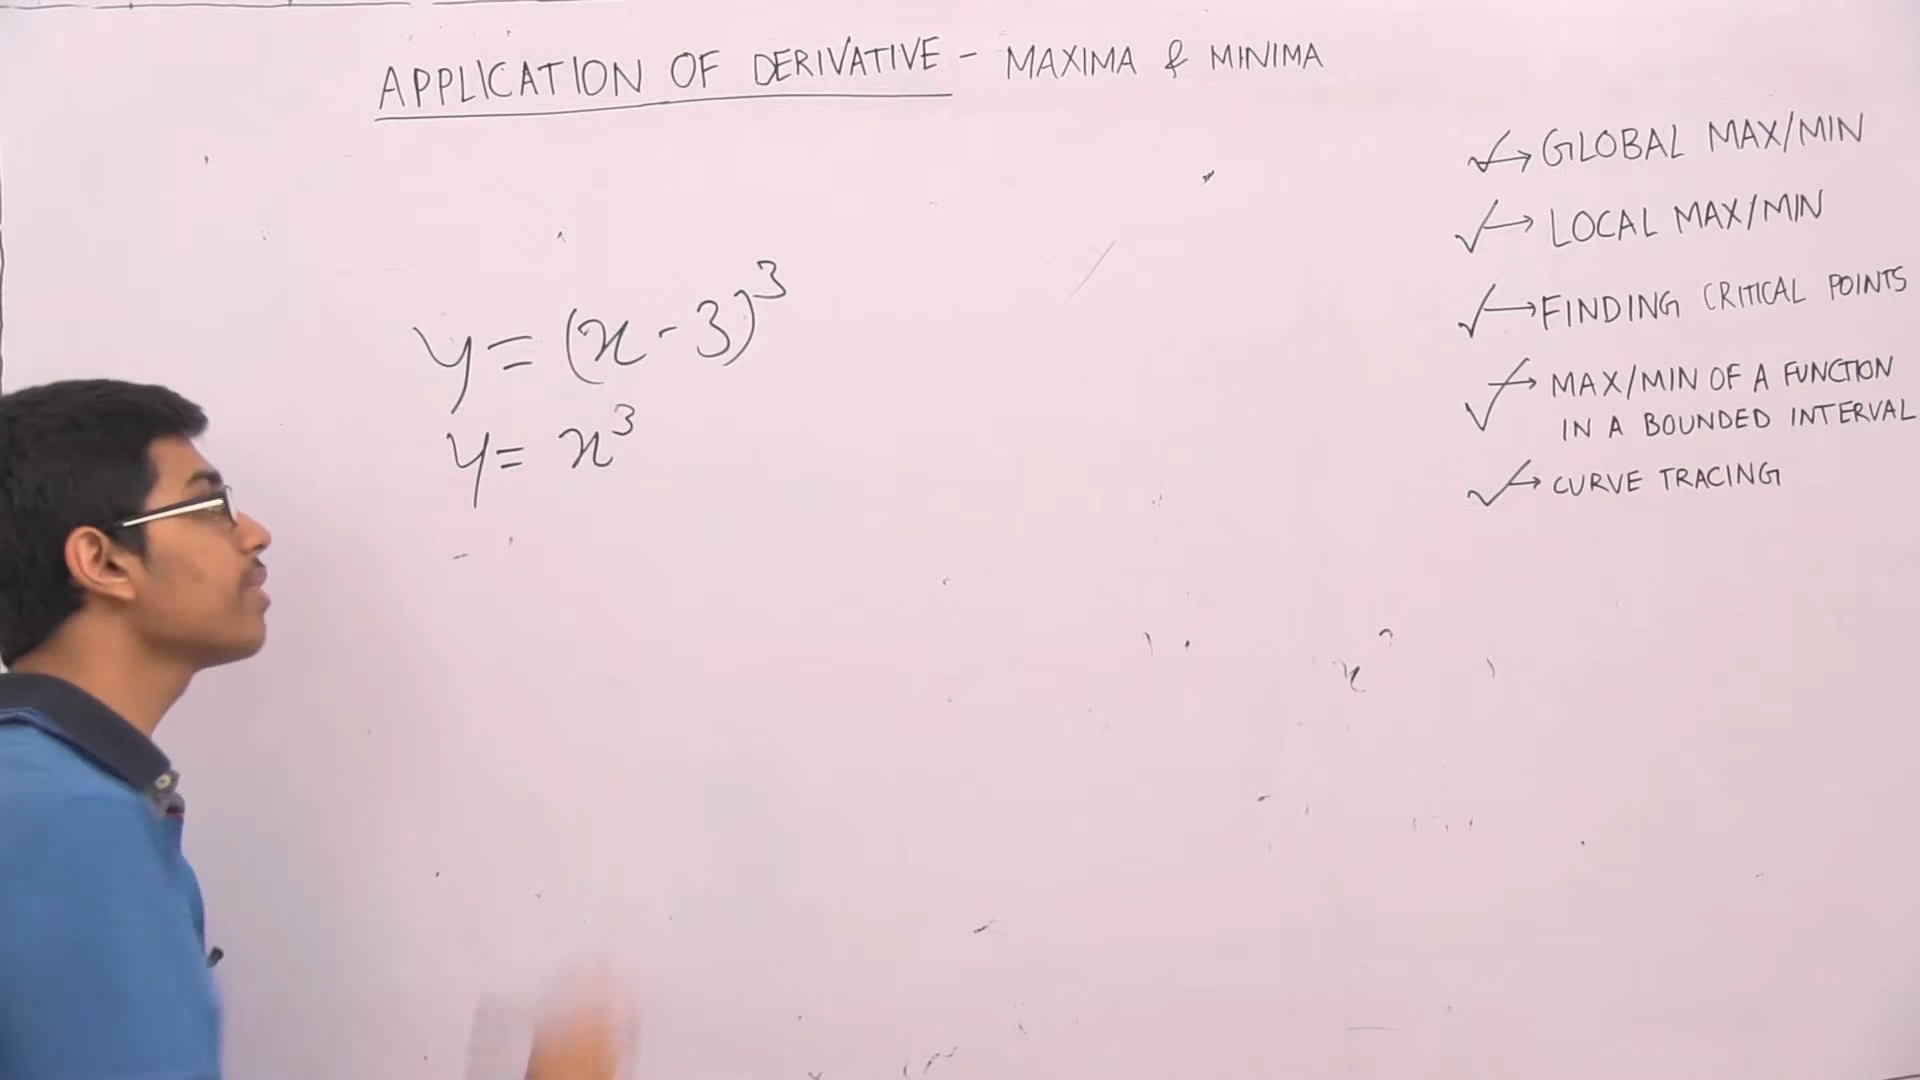 APPLICATION OF DERIVATIVE - MAXIMA & MINIMA
→ GLOBAL MAX/MIN
→ LOCAL MAX/MIN
→ FINDING CRITICAL POINTS
→ MAX/MIN OF A FUNCTION
IN A BOUNDED INTERVAL
→ CURVE TRACING
y = (x - 3)³
y = x³